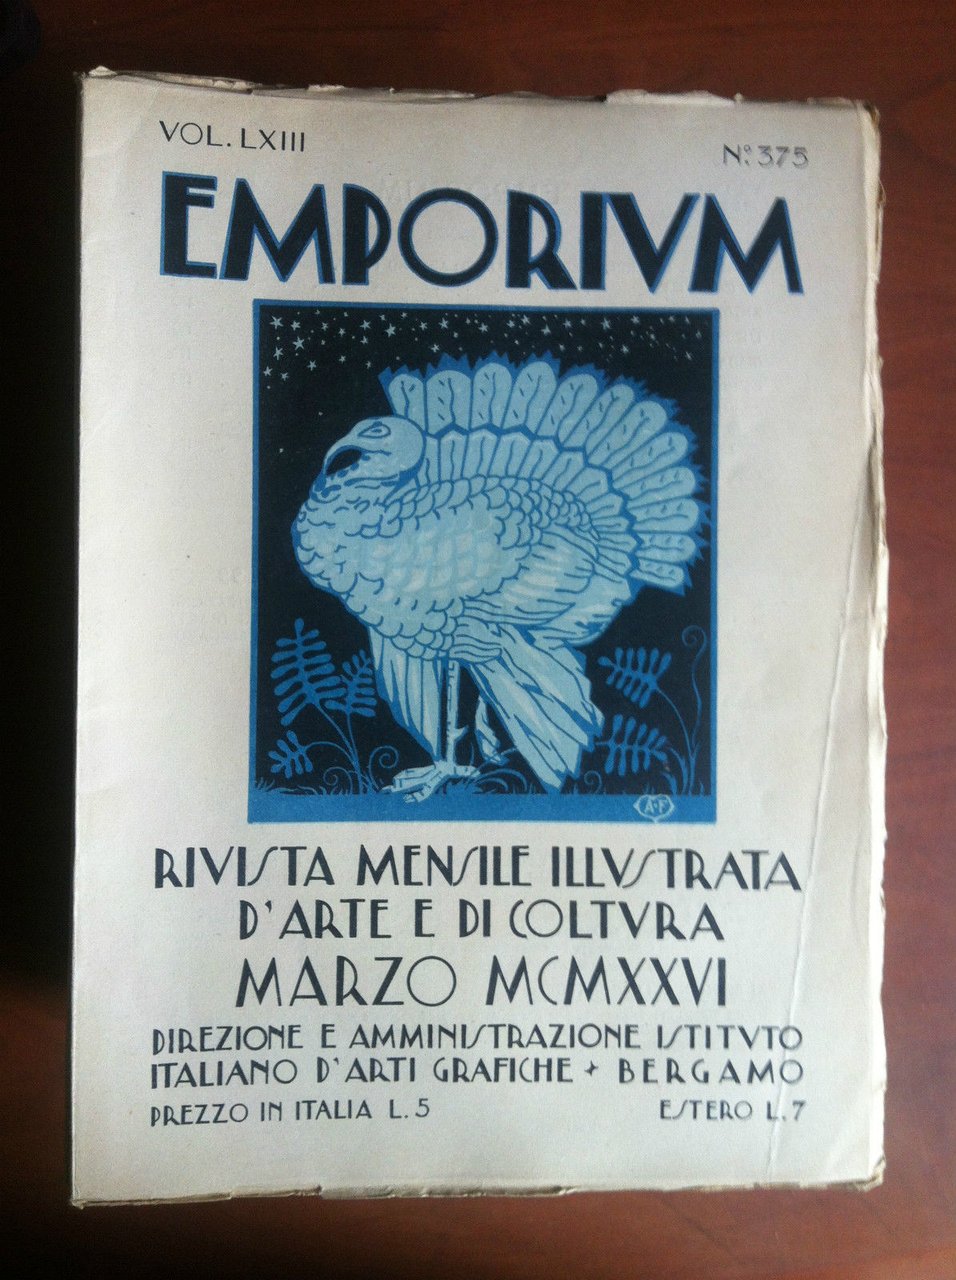 VOL. LXIII
Nº. 375
EMPORIVM
A·F
RIVISTA MENSILE ILLVSTRATA
D'ARTE E DI COLTVRA
MARZO MCMXXVI
DIREZIONE E AMMINISTRAZIONE ISTITVTO
ITALIANO D'ARTI GRAFICHE + BERGAMO
PREZZO IN ITALIA L. 5 ESTERO L. 7